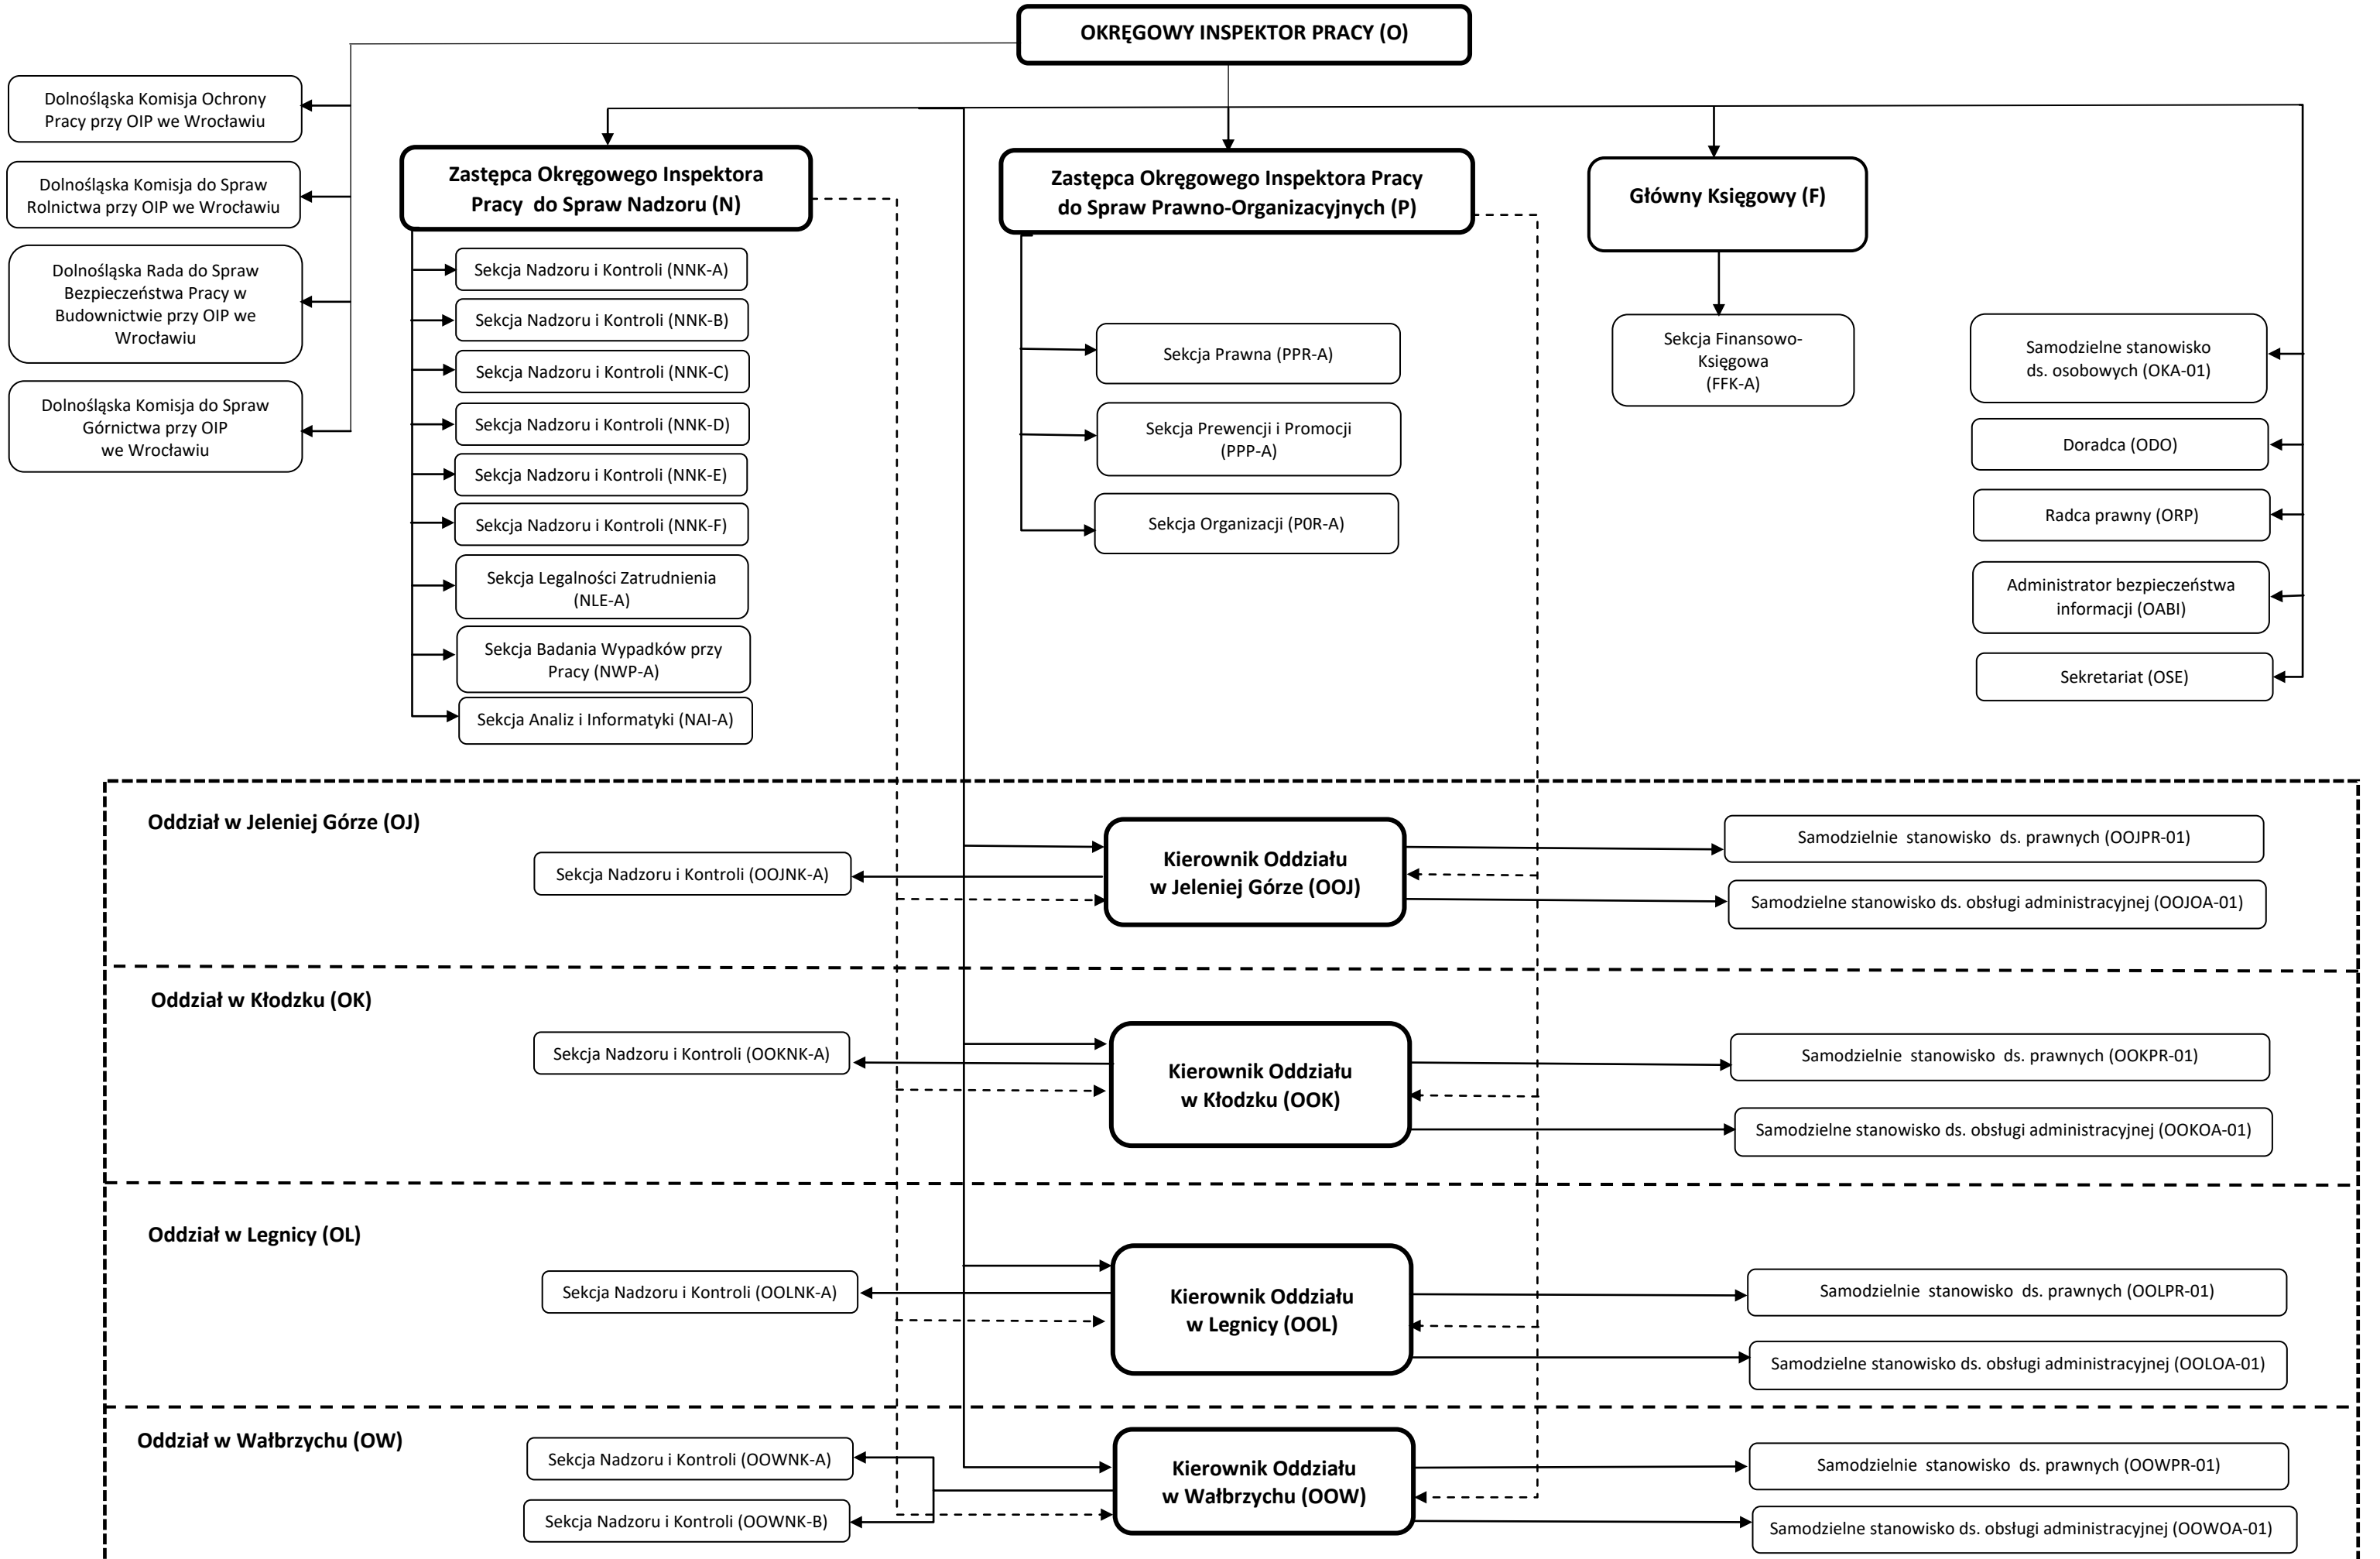 OKRĘGOWY INSPEKTOR PRACY (O)
Dolnośląska Komisja Ochrony
Pracy przy OIP we Wrocławiu
Dolnośląska Komisja do Spraw
Rolnictwa przy OIP we Wrocławiu
Dolnośląska Rada do Spraw
Bezpieczeństwa Pracy w
Budownictwie przy OIP we
Wrocławiu
Dolnośląska Komisja do Spraw
Górnictwa przy OIP
we Wrocławiu
Zastępca Okręgowego Inspektora
Pracy do Spraw Nadzoru (N)
Sekcja Nadzoru i Kontroli (NNK-A)
Sekcja Nadzoru i Kontroli (NNK-B)
Sekcja Nadzoru i Kontroli (NNK-C)
Sekcja Nadzoru i Kontroli (NNK-D)
Sekcja Nadzoru i Kontroli (NNK-E)
Sekcja Nadzoru i Kontroli (NNK-F)
Sekcja Legalności Zatrudnienia
(NLE-A)
Sekcja Badania Wypadków przy
Pracy (NWP-A)
Sekcja Analiz i Informatyki (NAI-A)
Zastępca Okręgowego Inspektora Pracy
do Spraw Prawno-Organizacyjnych (P)
Sekcja Prawna (PPR-A)
Sekcja Prewencji i Promocji
(PPP-A)
Sekcja Organizacji (P0R-A)
Główny Księgowy (F)
Sekcja Finansowo-
Księgowa
(FFK-A)
Samodzielne stanowisko
ds. osobowych (OKA-01)
Doradca (ODO)
Radca prawny (ORP)
Administrator bezpieczeństwa
informacji (OABI)
Sekretariat (OSE)
Oddział w Jeleniej Górze (OJ)
Sekcja Nadzoru i Kontroli (OOJNK-A)
Kierownik Oddziału
w Jeleniej Górze (OOJ)
Samodzielnie stanowisko ds. prawnych (OOJPR-01)
Samodzielne stanowisko ds. obsługi administracyjnej (OOJOA-01)
Oddział w Kłodzku (OK)
Sekcja Nadzoru i Kontroli (OOKNK-A)
Kierownik Oddziału
w Kłodzku (OOK)
Samodzielnie stanowisko ds. prawnych (OOKPR-01)
Samodzielne stanowisko ds. obsługi administracyjnej (OOKOA-01)
Oddział w Legnicy (OL)
Sekcja Nadzoru i Kontroli (OOLNK-A)
Kierownik Oddziału
w Legnicy (OOL)
Samodzielnie stanowisko ds. prawnych (OOLPR-01)
Samodzielne stanowisko ds. obsługi administracyjnej (OOLOA-01)
Oddział w Wałbrzychu (OW)
Sekcja Nadzoru i Kontroli (OOWNK-A)
Sekcja Nadzoru i Kontroli (OOWNK-B)
Kierownik Oddziału
w Wałbrzychu (OOW)
Samodzielnie stanowisko ds. prawnych (OOWPR-01)
Samodzielne stanowisko ds. obsługi administracyjnej (OOWOA-01)